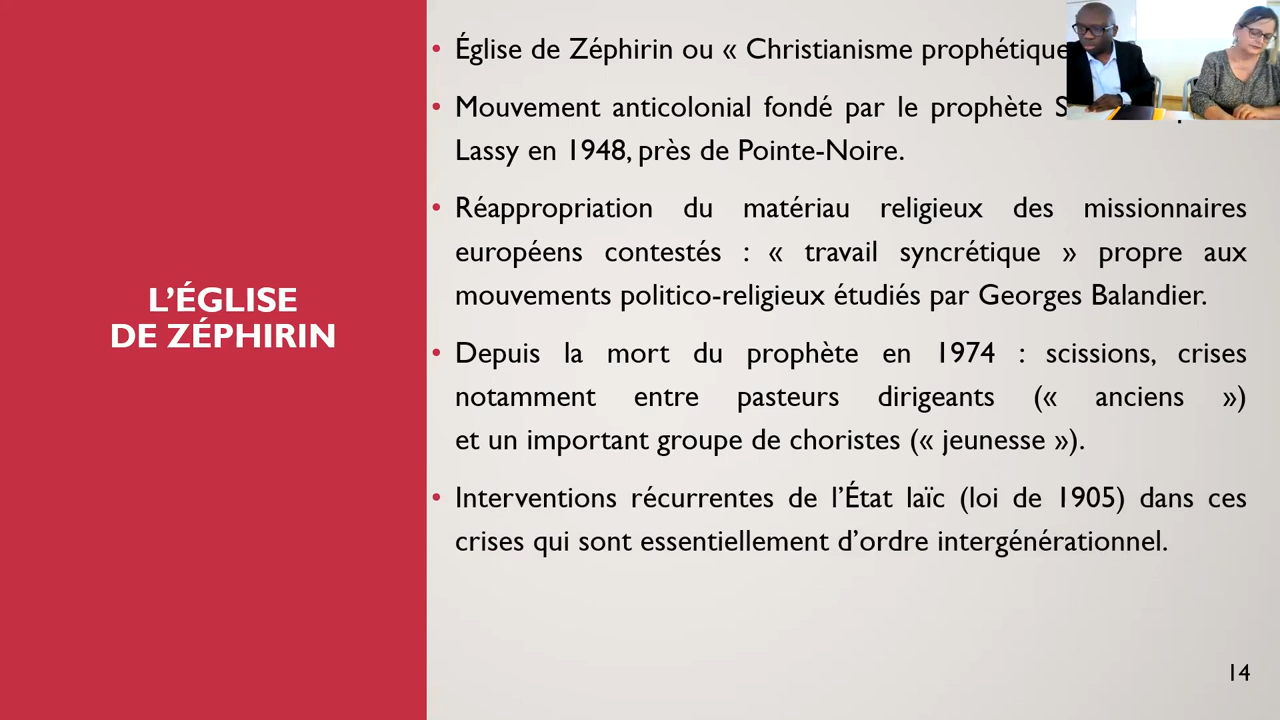 L'ÉGLISE
DE ZÉPHIRIN
• Église de Zéphirin ou « Christianisme prophétique
• Mouvement anticolonial fondé par le prophète
Lassy en 1948, près de Pointe-Noire.
• Réappropriation du matériau religieux des missionnaires
européens contestés : « travail syncrétique » propre aux
mouvements politico-religieux étudiés par Georges Balandier.
• Depuis la mort du prophète en 1974 : scissions, crises
notamment entre pasteurs dirigeants (« anciens »)
et un important groupe de choristes (« jeunesse »).
• Interventions récurrentes de l'État laïc (loi de 1905) dans ces
crises qui sont essentiellement d'ordre intergénérationnel.
14